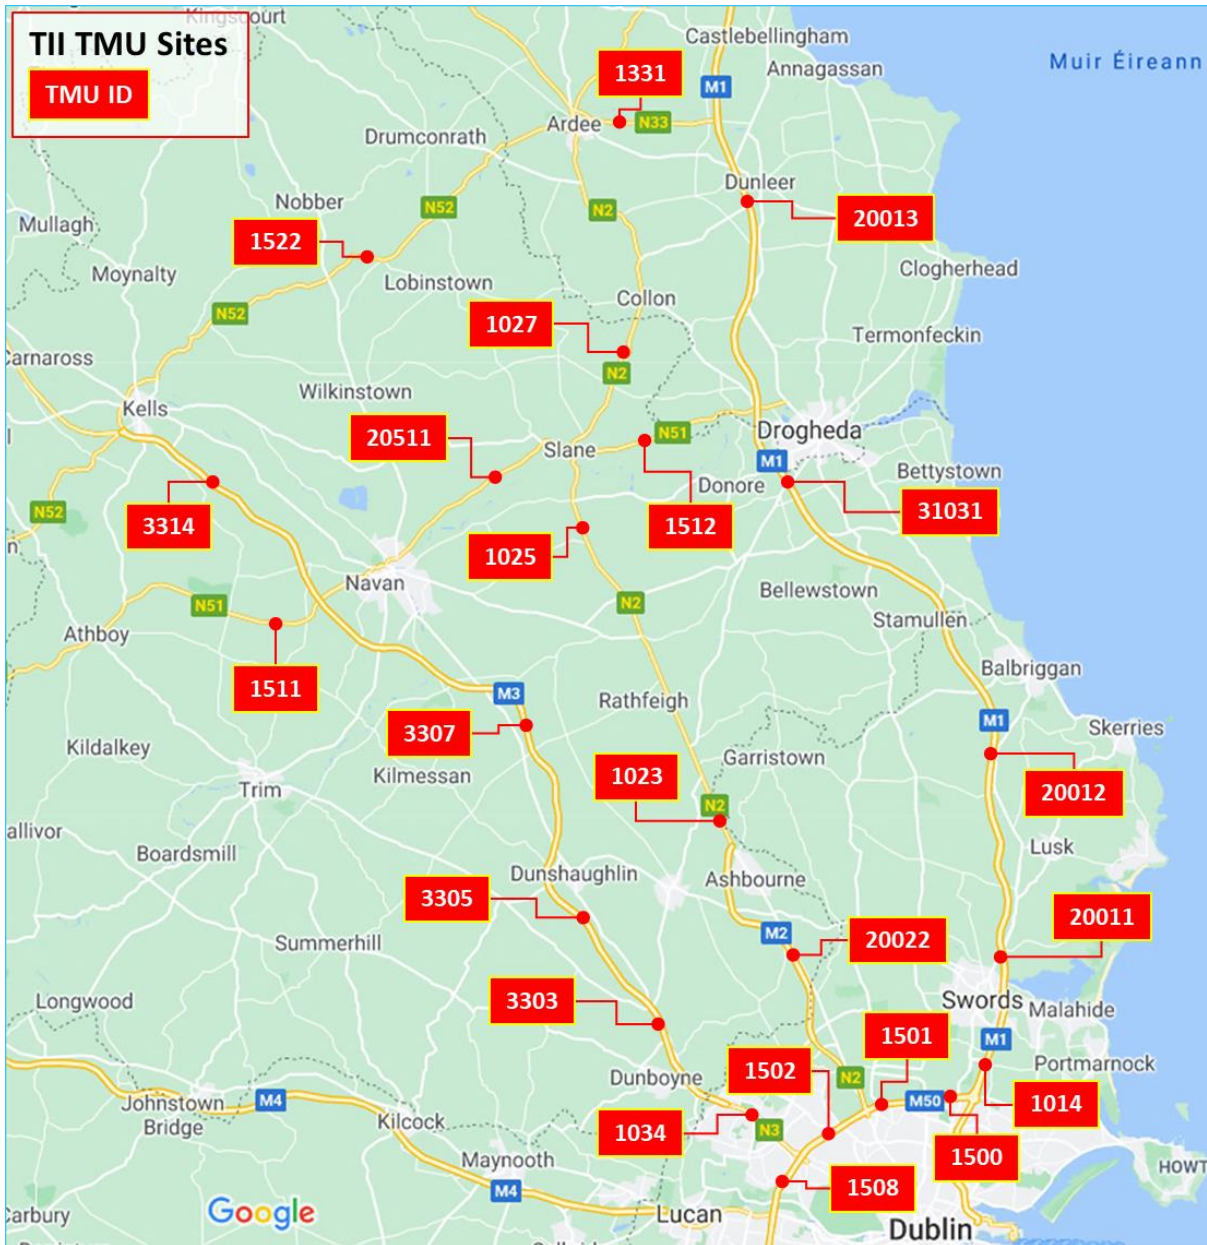 TII TMU Sites
TMU ID
Kingscourt
Castlebellingham
Muir Éireann
1331
Annagassan
M1
Ardee
N33
Drumconrath
Dunleer
Nobber
N52
N2
20013
Mullagh
1522
Moynalty
Lobinstown
Clogherhead
Collon
N52
1027
Termonfeckin
Carnaross
N2
Wilkinstown
Kells
20511
Slane
N51
Drogheda
M1
Bettystown
Donore
N52
3314
1512
31031
1025
Navan
N2
Bellewstown
N51
Athboy
Stamullen
1511
Balbriggan
M3
Rathfeigh
M1
Skerries
3307
Kildalkey
Kilmessan
Garristown
1023
Trim
20012
N2
allivor
Boardsmill
Lusk
Dunshaughlin
Ashbourne
3305
20011
Summerhill
M2
20022
Longwood
3303
Swords
Malahide
1501
M1
Portmarnock
Dunboyne
1502
N2
Johnstown
Bridge
M4
M50
1014
Kilcock
1034
N3
1500
Maynooth
HOWT
1508
M4
Carbury
Google
Lucan
Dublin